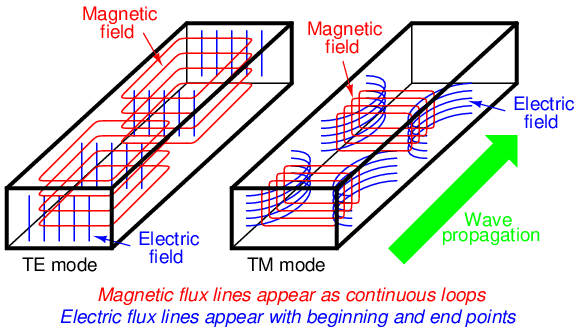 Magnetic
field
Magnetic
field
Electric
field
Wave
propagation
Electric
field
TE mode
TM mode
Magnetic flux lines appear as continuous loops
Electric flux lines appear with beginning and end points